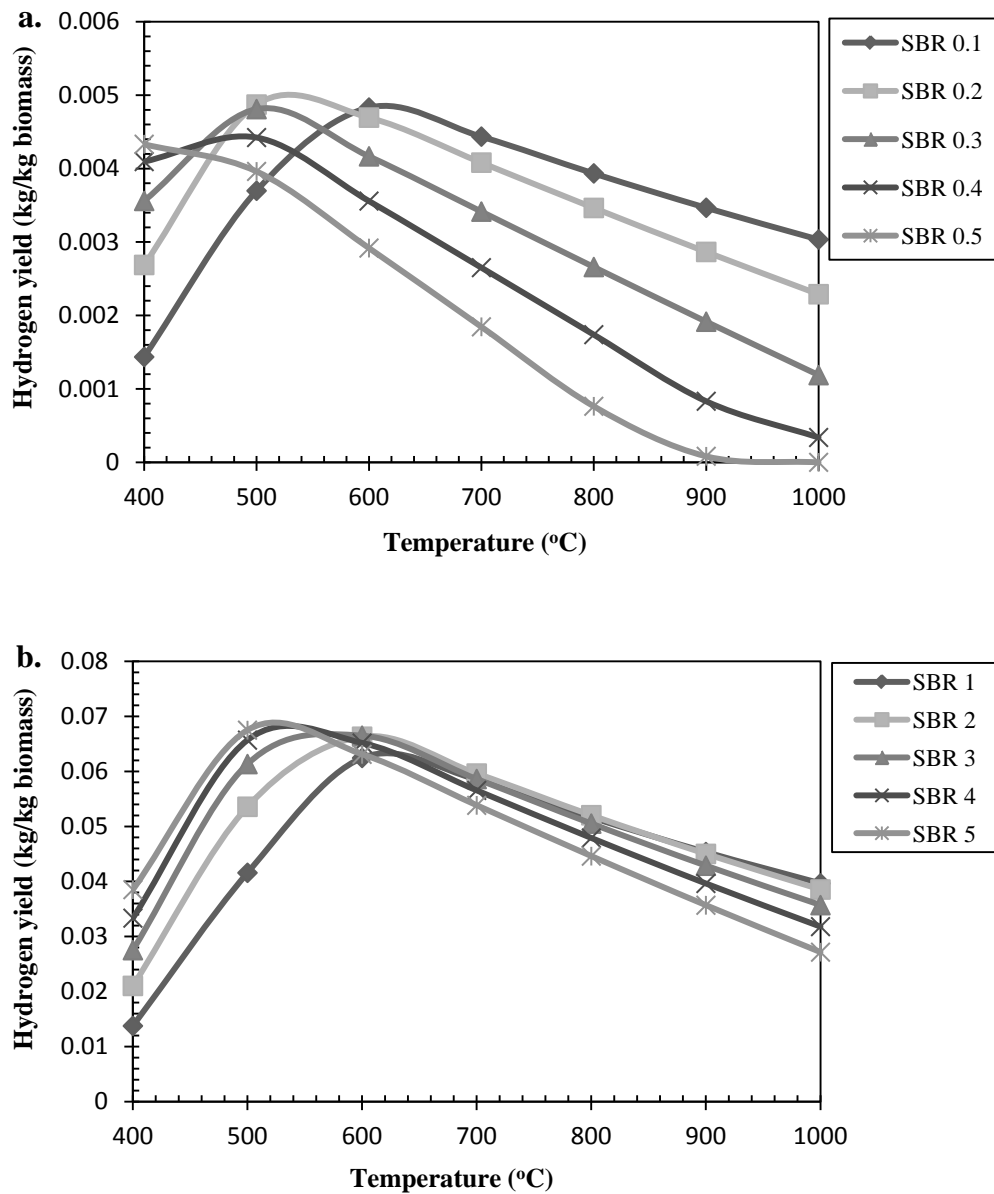 a.
Hydrogen yield (kg/kg biomass)
0.006
0.005
0.004
0.003
0.002
0.001
0
400 500 600 700 800 900 1000
Temperature (°C)
SBR 0.1
SBR 0.2
SBR 0.3
SBR 0.4
SBR 0.5
b.
Hydrogen yield (kg/kg biomass)
0.08
0.07
0.06
0.05
0.04
0.03
0.02
0.01
0
400 500 600 700 800 900 1000
Temperature (°C)
SBR 1
SBR 2
SBR 3
SBR 4
SBR 5